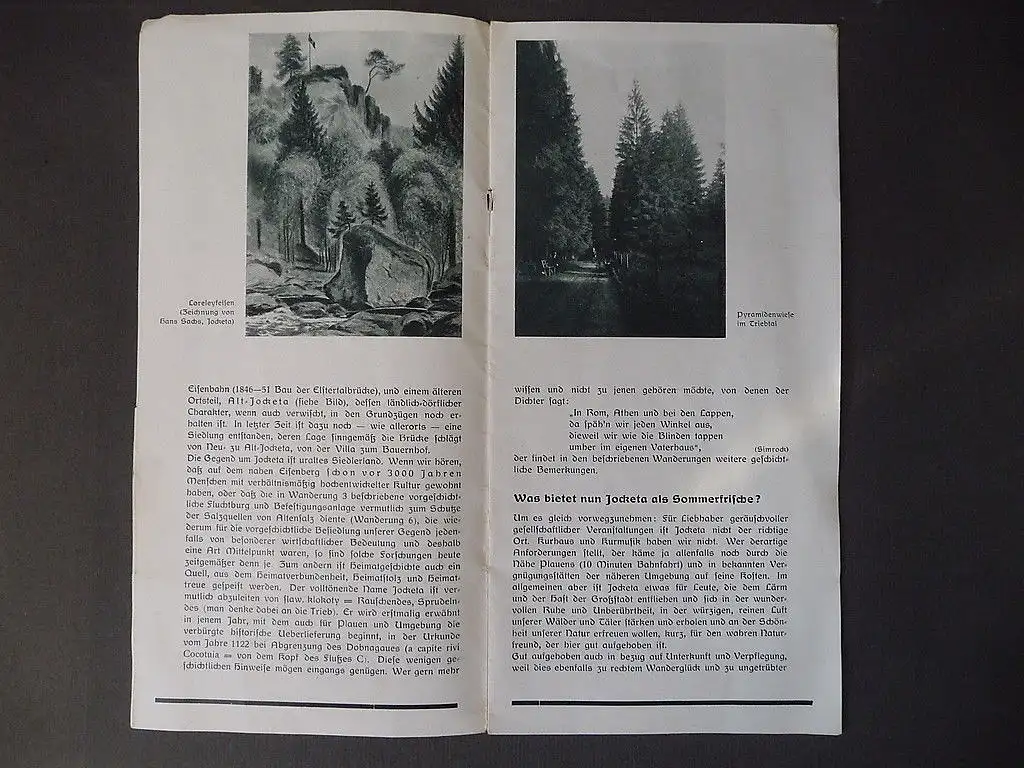 Loreleyfelsen
(Zeichnung von
Hans Sachs, Jocketa)
Eisenbahn (1846—51 Bau der Elstertalbrücke), und einem älteren
Ortsteil, Alt-Jocketa (siehe Bild), dessen ländlich-dörflicher
Charakter, wenn auch verwischt, in den Grundzügen noch er-
halten ist. In letzter Zeit ist dazu noch — wie allerorts — eine
Siedlung entstanden, deren Lage sinngemäß die Brücke schlägt
von Neu- zu Alt-Jocketa, von der Villa zum Bauernhof.
Die Gegend um Jocketa ist uraltes Siedlerland. Wenn wir hören,
daß auf dem nahen Eisenberg schon vor 3000 Jahren
Menschen mit verhältnismäßig hochentwickelter Kultur gewohnt
haben, oder daß die in Wanderung 3 beschriebene vorgeschicht-
liche Fluchtburg und Befestigungsanlage vermutlich zum Schutze
der Salzquellen von Altensalz diente (Wanderung 6), die wie-
derum für die vorgeschichtliche Besiedlung unserer Gegend jeden-
falls von besonderer wirtschaftlicher Bedeutung und deshalb
eine Art Mittelpunkt waren, so sind solche Forschungen heute
zeitgemäßer denn je. Zum andern ist Heimatgeschichte auch ein
Quell, aus dem Heimatverbundenheit, Heimatstolz und Heimat-
treue gespeist werden. Der volltönende Name Jocketa ist ver-
mutlich abzuleiten von slaw. klokoty = Rauschendes, Sprudeln-
des (man denke dabei an die Trieb). Er wird erstmalig erwähnt
in jenem Jahr, mit dem auch für Plauen und Umgebung die
verbürgte historische Ueberlieferung beginnt, in der Urkunde
vom Jahre 1122 bei Abgrenzung des Dobnagaues (a capite rivi
Cocotuia = von dem Kopf des Flußes C). Diese wenigen ge-
schichtlichen Hinweise mögen eingangs genügen. Wer gern mehr
Pyramidenwiese
im Triebtal
wissen und nicht zu jenen gehören möchte, von denen der
Dichter sagt:
„In Rom, Athen und bei den Lappen,
da späh'n wir jeden Winkel aus,
dieweil wir wie die Blinden tappen
umher im eigenen Vaterhaus“,
(Simrock)
der findet in den beschriebenen Wanderungen weitere geschicht-
liche Bemerkungen.
Was bietet nun Jocketa als Sommerfrische?
Um es gleich vorwegzunehmen: Für Liebhaber geräuschvoller
gesellschaftlicher Veranstaltungen ist Jocketa nicht der richtige
Ort. Kurhaus und Kurmusik haben wir nicht. Wer derartige
Anforderungen stellt, der käme ja allenfalls noch durch die
Nähe Plauens (10 Minuten Bahnfahrt) und in bekannten Ver-
gnügungsstätten der näheren Umgebung auf seine Kosten. Im
allgemeinen aber ist Jocketa etwas für Leute, die dem Lärm
und der Hast der Großstadt entfliehen und sich in der wunder-
vollen Ruhe und Unberührtheit, in der würzigen, reinen Luft
unserer Wälder und Täler stärken und erholen und an der Schön-
heit unserer Natur erfreuen wollen, kurz, für den wahren Natur-
freund, der hier gut aufgehoben ist.
Gut aufgehoben auch in bezug auf Unterkunft und Verpflegung,
weil dies ebenfalls zu rechtem Wanderglück und zu ungetrübter